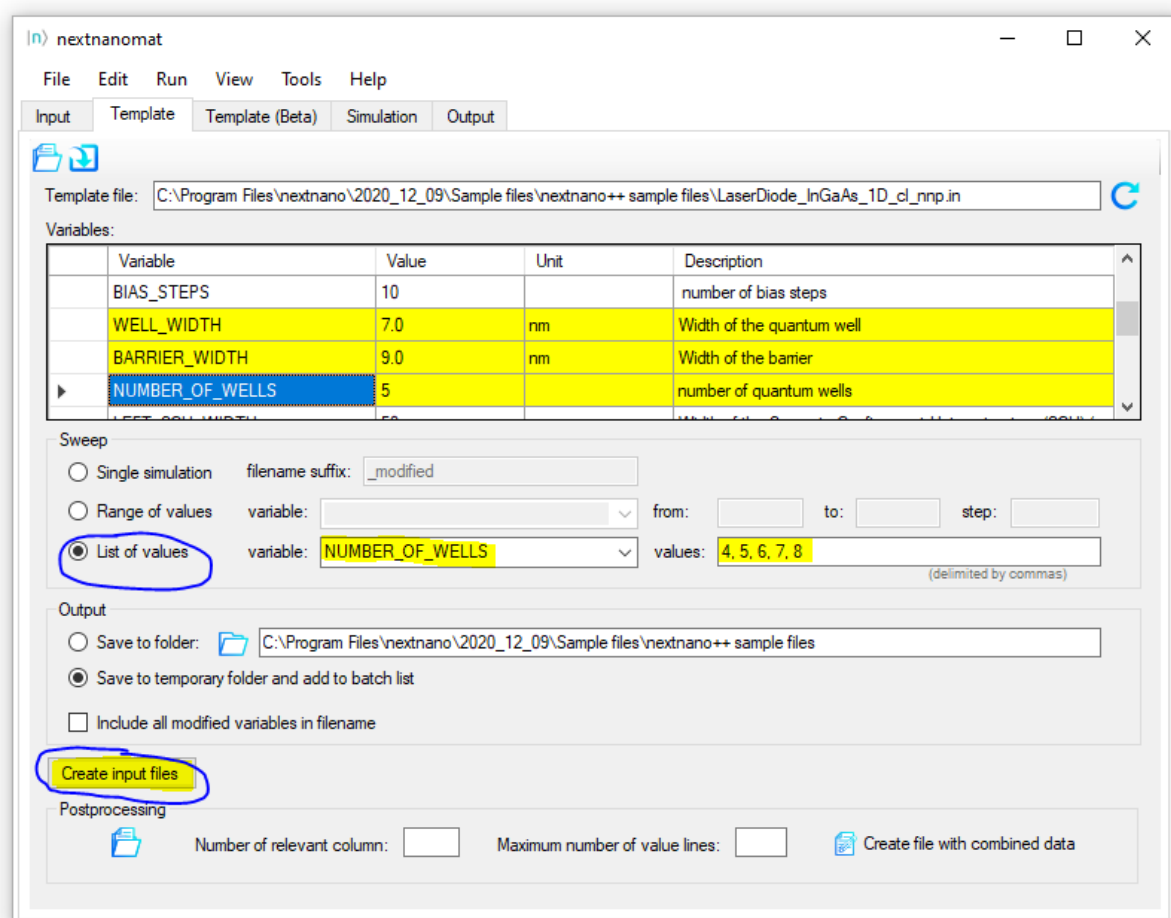 |n⟩ nextnanomat
File Edit Run View Tools Help
Input Template Template (Beta) Simulation Output
Template file: C:\Program Files\nextnano\2020_12_09\Sample files\nextnano++ sample files\LaserDiode_InGaAs_1D_cl_nnp.in
Variables:
Variable Value Unit Description
BIAS_STEPS 10 number of bias steps
WELL_WIDTH 7.0 nm Width of the quantum well
BARRIER_WIDTH 9.0 nm Width of the barrier
NUMBER_OF_WELLS 5 number of quantum wells
Sweep
Single simulation filename suffix: _modified
Range of values variable: from: to: step:
List of values variable: NUMBER_OF_WELLS values: 4, 5, 6, 7, 8
(delimited by commas)
Output
Save to folder: C:\Program Files\nextnano\2020_12_09\Sample files\nextnano++ sample files
Save to temporary folder and add to batch list
Include all modified variables in filename
Create input files
Postprocessing
Number of relevant column: Maximum number of value lines: Create file with combined data